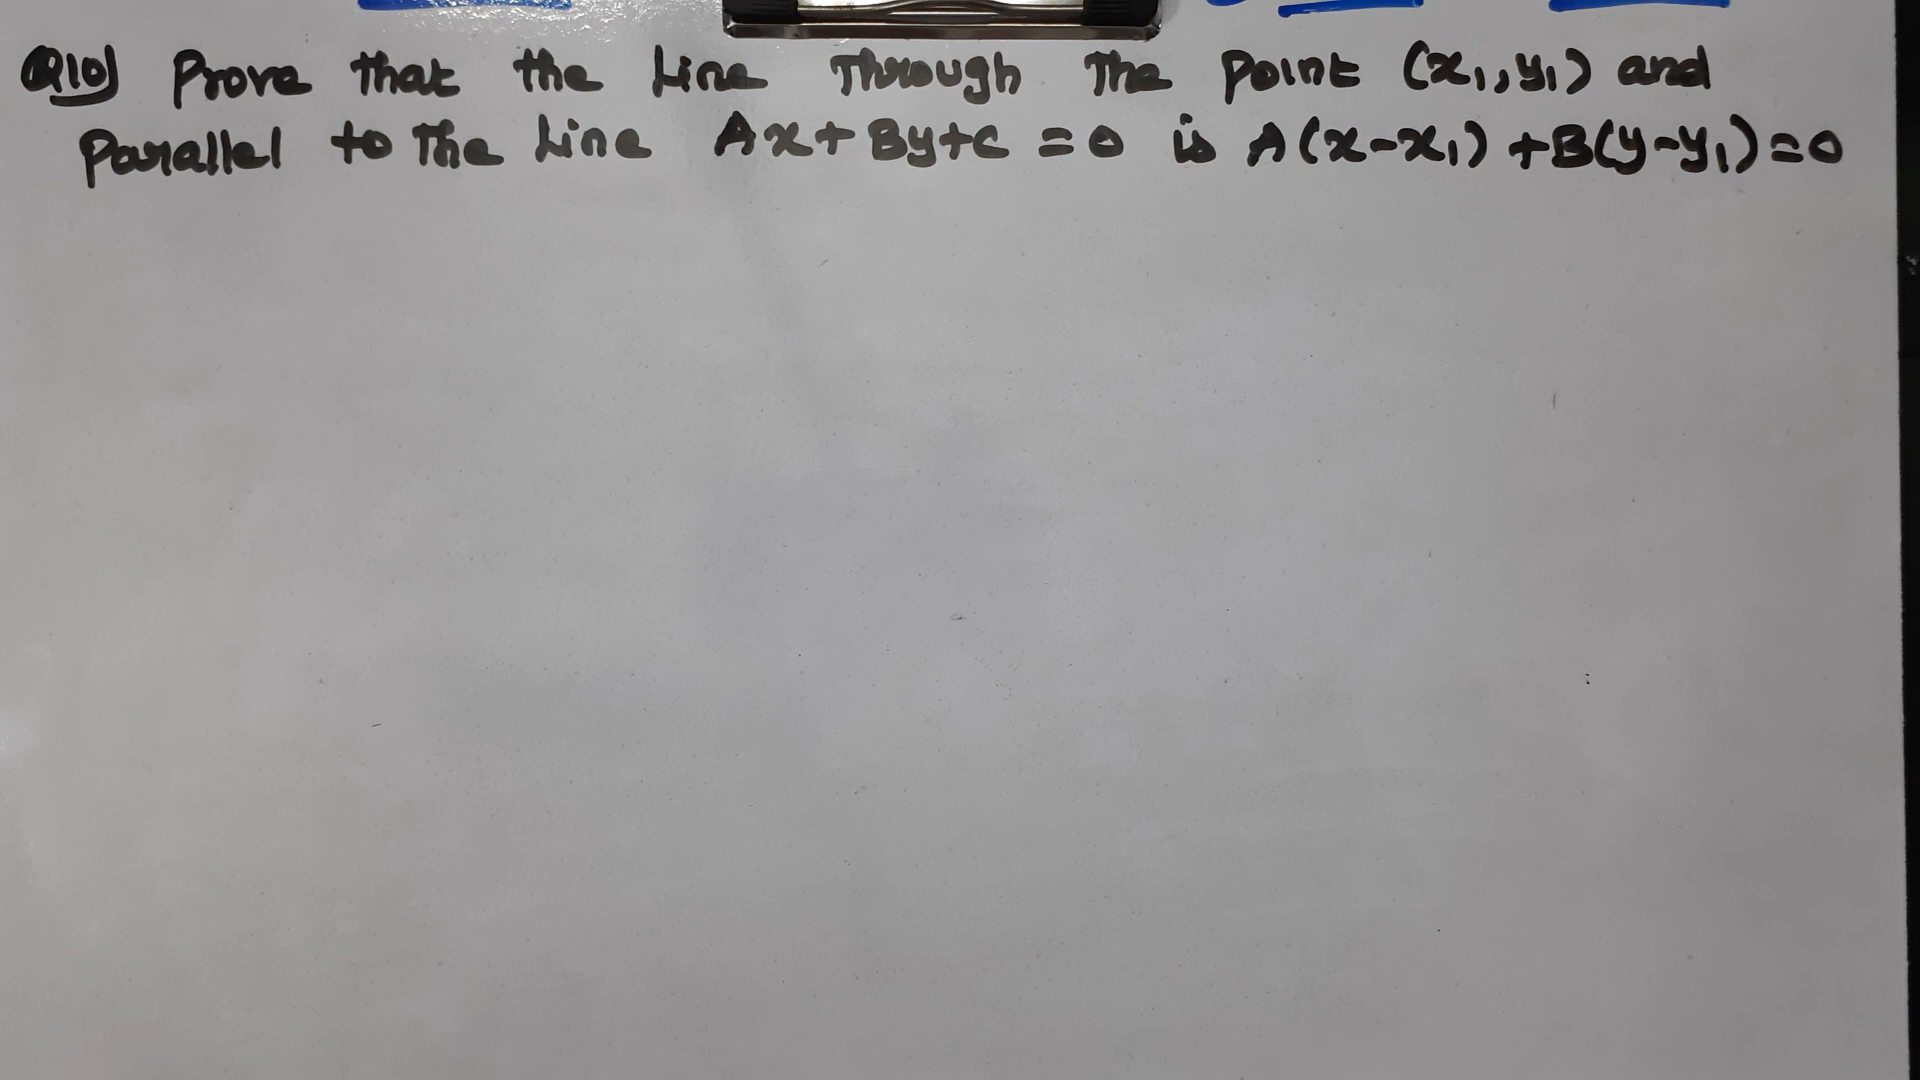 Q10) Prove that the Line Through The Point (x₁,y₁) and
Parallel to The Line Ax+By+C=0 is A(x-x₁)+B(y-y₁)=0